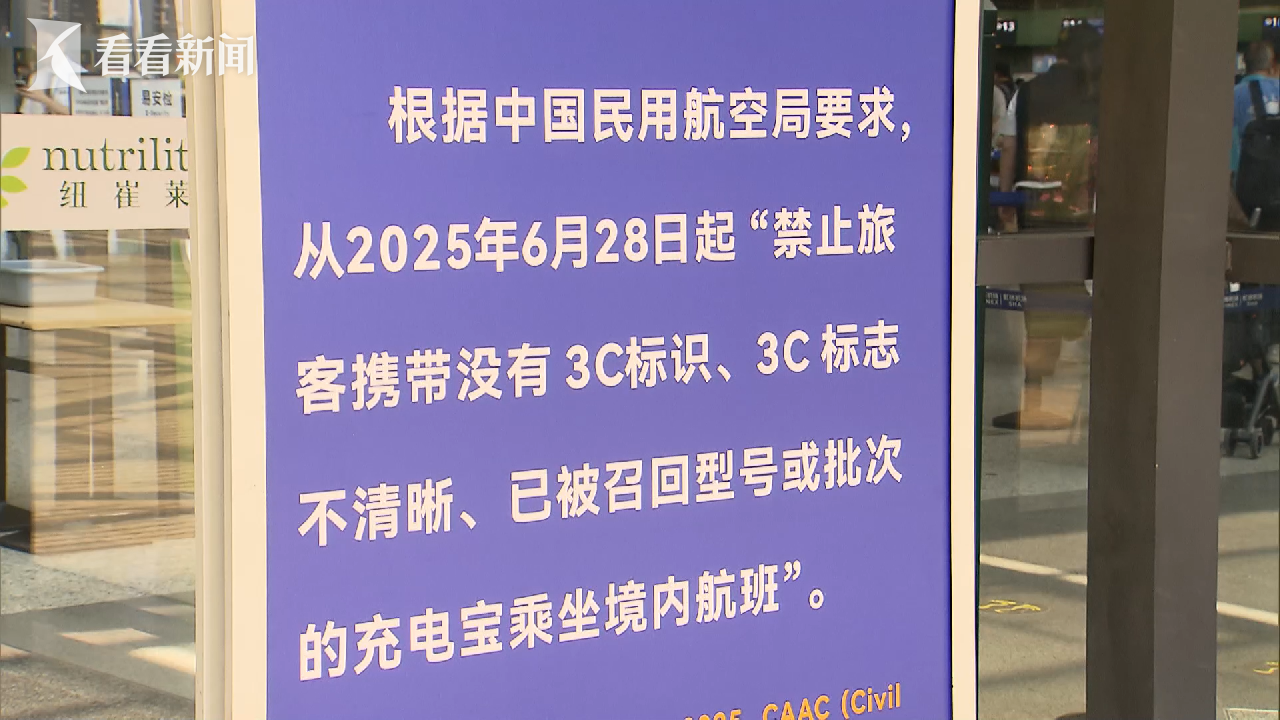 看看新闻
易安检
nutrilit
纽崔莱
根据中国民用航空局要求，
从2025年6月28日起“禁止旅
客携带没有 3C标识、3C 标志
不清晰、已被召回型号或批次
的充电宝乘坐境内航班”。
CAAC (Civil